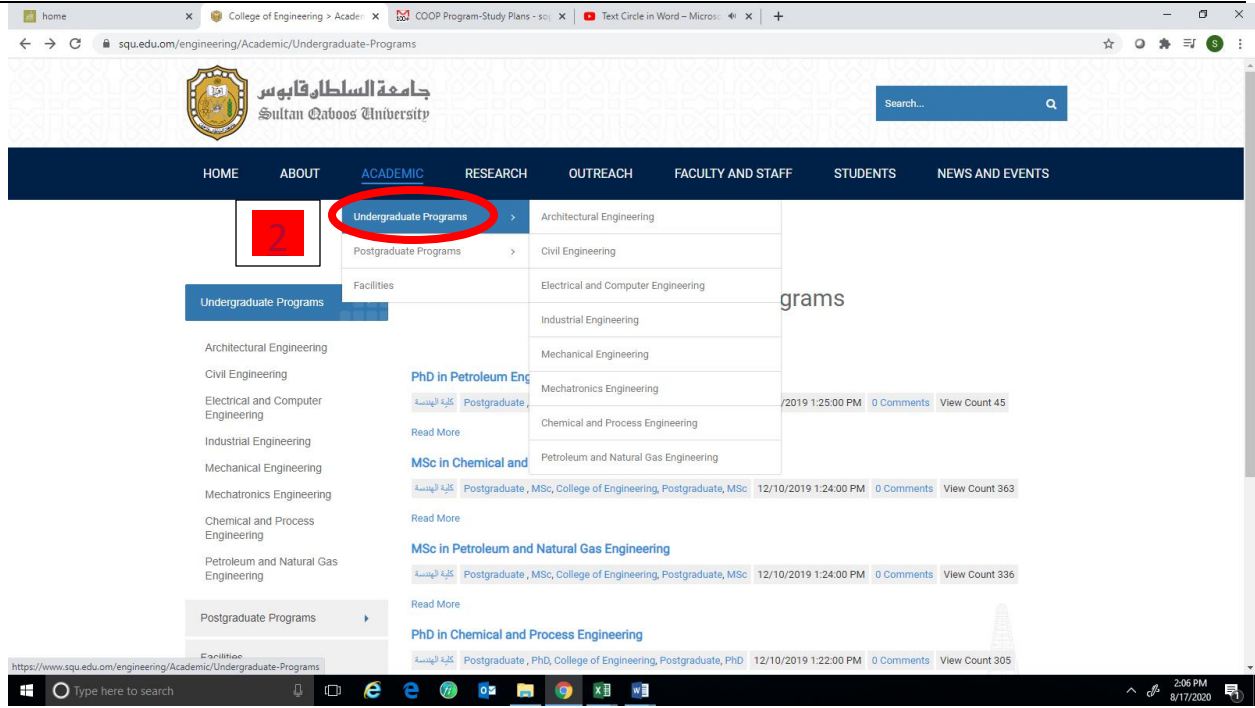 home
College of Engineering > Acader
COOP Program-Study Plans - so
Text Circle in Word – Microso
squ.edu.om/engineering/Academic/Undergraduate-Programs
S
جامعة السلطان قابوس
Sultan Qaboos University
Search...
HOME ABOUT ACADEMIC RESEARCH OUTREACH FACULTY AND STAFF STUDENTS NEWS AND EVENTS
2
Undergraduate Programs >
Postgraduate Programs >
Facilities
Architectural Engineering
Civil Engineering
Electrical and Computer Engineering
Industrial Engineering
Mechanical Engineering
Mechatronics Engineering
Chemical and Process Engineering
Petroleum and Natural Gas Engineering
grams
Undergraduate Programs
Architectural Engineering
Civil Engineering
Electrical and Computer
Engineering
Industrial Engineering
Mechanical Engineering
Mechatronics Engineering
Chemical and Process
Engineering
Petroleum and Natural Gas
Engineering
Postgraduate Programs
Facilities
PhD in Petroleum Eng
كلية الهندسة Postgraduate , /2019 1:25:00 PM 0 Comments View Count 45
Read More
MSc in Chemical and
كلية الهندسة Postgraduate , MSc, College of Engineering, Postgraduate, MSc 12/10/2019 1:24:00 PM 0 Comments View Count 363
Read More
MSc in Petroleum and Natural Gas Engineering
كلية الهندسة Postgraduate , MSc, College of Engineering, Postgraduate, MSc 12/10/2019 1:24:00 PM 0 Comments View Count 336
Read More
PhD in Chemical and Process Engineering
كلية الهندسة Postgraduate , PhD, College of Engineering, Postgraduate, PhD 12/10/2019 1:22:00 PM 0 Comments View Count 305
https://www.squ.edu.om/engineering/Academic/Undergraduate-Programs
Type here to search
2:06 PM
8/17/2020